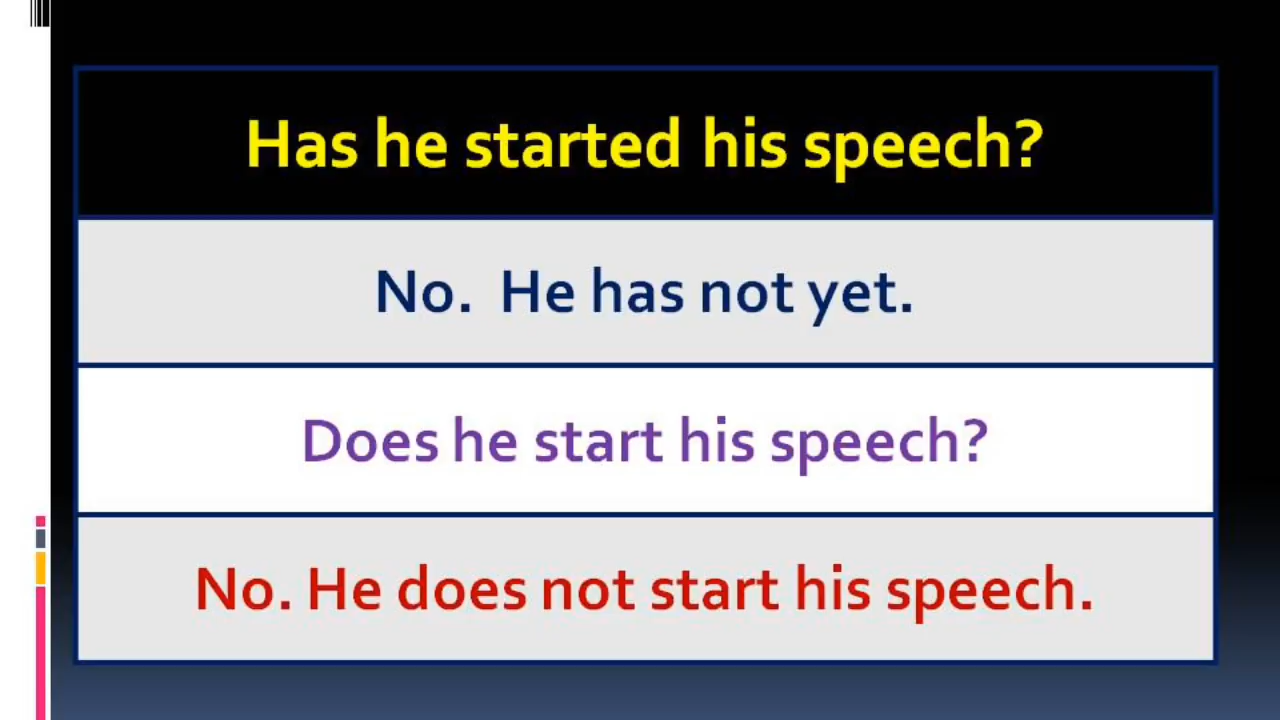 Has he started his speech?
No. He has not yet.
Does he start his speech?
No. He does not start his speech.